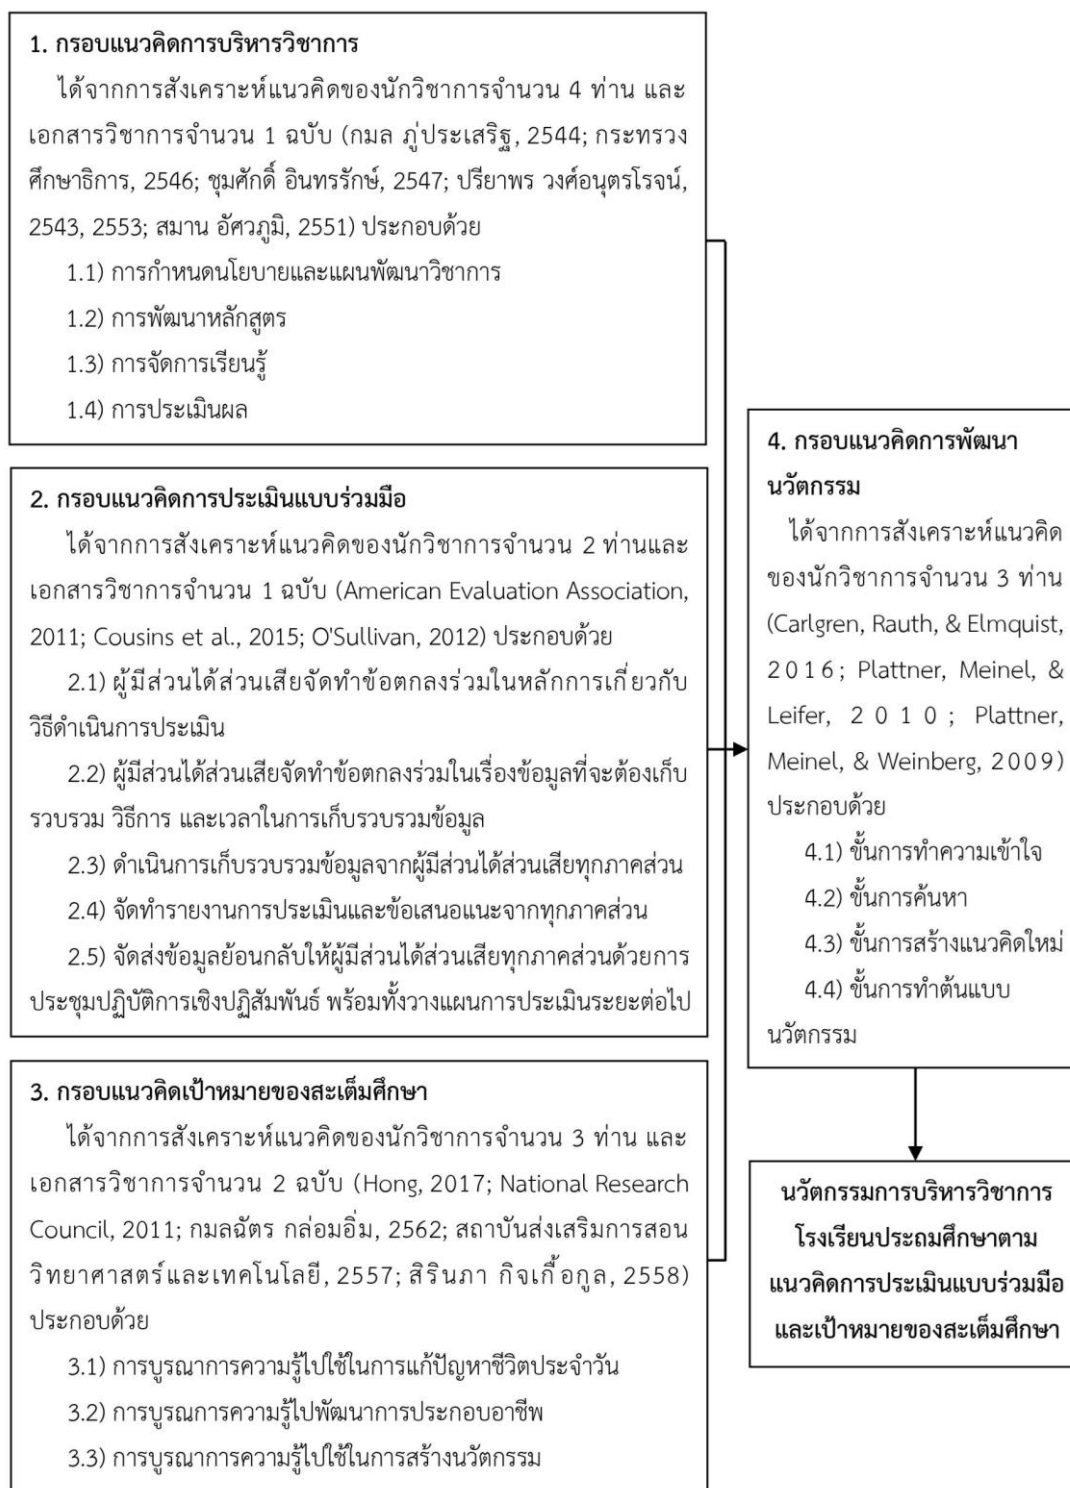 1. กรอบแนวคิดการบริหารวิชาการ
ได้จากการสังเคราะห์แนวคิดของนักวิชาการจำนวน 4 ท่าน และ
เอกสารวิชาการจำนวน 1 ฉบับ (กมล ภู่ประเสริฐ, 2544; กระทรวง
ศึกษาธิการ, 2546; ชุมศักดิ์ อินทรรักษ์, 2547; ปรียาพร วงศ์อนุตรโรจน์,
2543, 2553; สมาน อัศวภูมิ, 2551) ประกอบด้วย
1.1) การกำหนดนโยบายและแผนพัฒนาวิชาการ
1.2) การพัฒนาหลักสูตร
1.3) การจัดการเรียนรู้
1.4) การประเมินผล
2. กรอบแนวคิดการประเมินแบบร่วมมือ
ได้จากการสังเคราะห์แนวคิดของนักวิชาการจำนวน 2 ท่านและ
เอกสารวิชาการจำนวน 1 ฉบับ (American Evaluation Association,
2011; Cousins et al., 2015; O'Sullivan, 2012) ประกอบด้วย
2.1) ผู้มีส่วนได้ส่วนเสียจัดทำข้อตกลงร่วมในหลักการเกี่ยวกับ
วิธีดำเนินการประเมิน
2.2) ผู้มีส่วนได้ส่วนเสียจัดทำข้อตกลงร่วมในเรื่องข้อมูลที่จะต้องเก็บ
รวบรวม วิธีการ และเวลาในการเก็บรวบรวมข้อมูล
2.3) ดำเนินการเก็บรวบรวมข้อมูลจากผู้มีส่วนได้ส่วนเสียทุกภาคส่วน
2.4) จัดทำรายงานการประเมินและข้อเสนอแนะจากทุกภาคส่วน
2.5) จัดส่งข้อมูลย้อนกลับให้ผู้มีส่วนได้ส่วนเสียทุกภาคส่วนด้วยการ
ประชุมปฏิบัติการเชิงปฏิสัมพันธ์ พร้อมทั้งวางแผนการประเมินระยะต่อไป
3. กรอบแนวคิดเป้าหมายของสะเต็มศึกษา
ได้จากการสังเคราะห์แนวคิดของนักวิชาการจำนวน 3 ท่าน และ
เอกสารวิชาการจำนวน 2 ฉบับ (Hong, 2017; National Research
Council, 2011; กมลฉัตร กล่อมอิ่ม, 2562; สถาบันส่งเสริมการสอน
วิทยาศาสตร์และเทคโนโลยี, 2557; สิรินภา กิจเกื้อกูล, 2558)
ประกอบด้วย
3.1) การบูรณาการความรู้ไปใช้ในการแก้ปัญหาชีวิตประจำวัน
3.2) การบูรณการความรู้ไปพัฒนาการประกอบอาชีพ
3.3) การบูรณาการความรู้ไปใช้ในการสร้างนวัตกรรม
4. กรอบแนวคิดการพัฒนา
นวัตกรรม
ได้จากการสังเคราะห์แนวคิด
ของนักวิชาการจำนวน 3 ท่าน
(Carlgren, Rauth, & Elmquist,
2016; Plattner, Meinel, &
Leifer, 2010; Plattner,
Meinel, & Weinberg, 2009)
ประกอบด้วย
4.1) ขั้นการทำความเข้าใจ
4.2) ขั้นการค้นหา
4.3) ขั้นการสร้างแนวคิดใหม่
4.4) ขั้นการทำต้นแบบ
นวัตกรรม
นวัตกรรมการบริหารวิชาการ
โรงเรียนประถมศึกษาตาม
แนวคิดการประเมินแบบร่วมมือ
และเป้าหมายของสะเต็มศึกษา